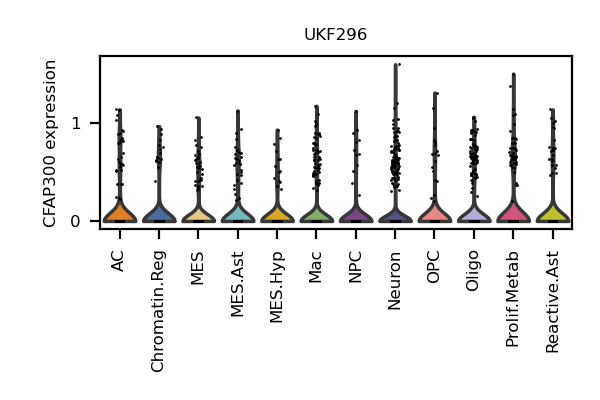 UKF296
CFAP300 expression
1
0
AC
Chromatin.Reg
MES
MES.Ast
MES.Hyp
Mac
NPC
Neuron
OPC
Oligo
Prolif.Metab
Reactive.Ast